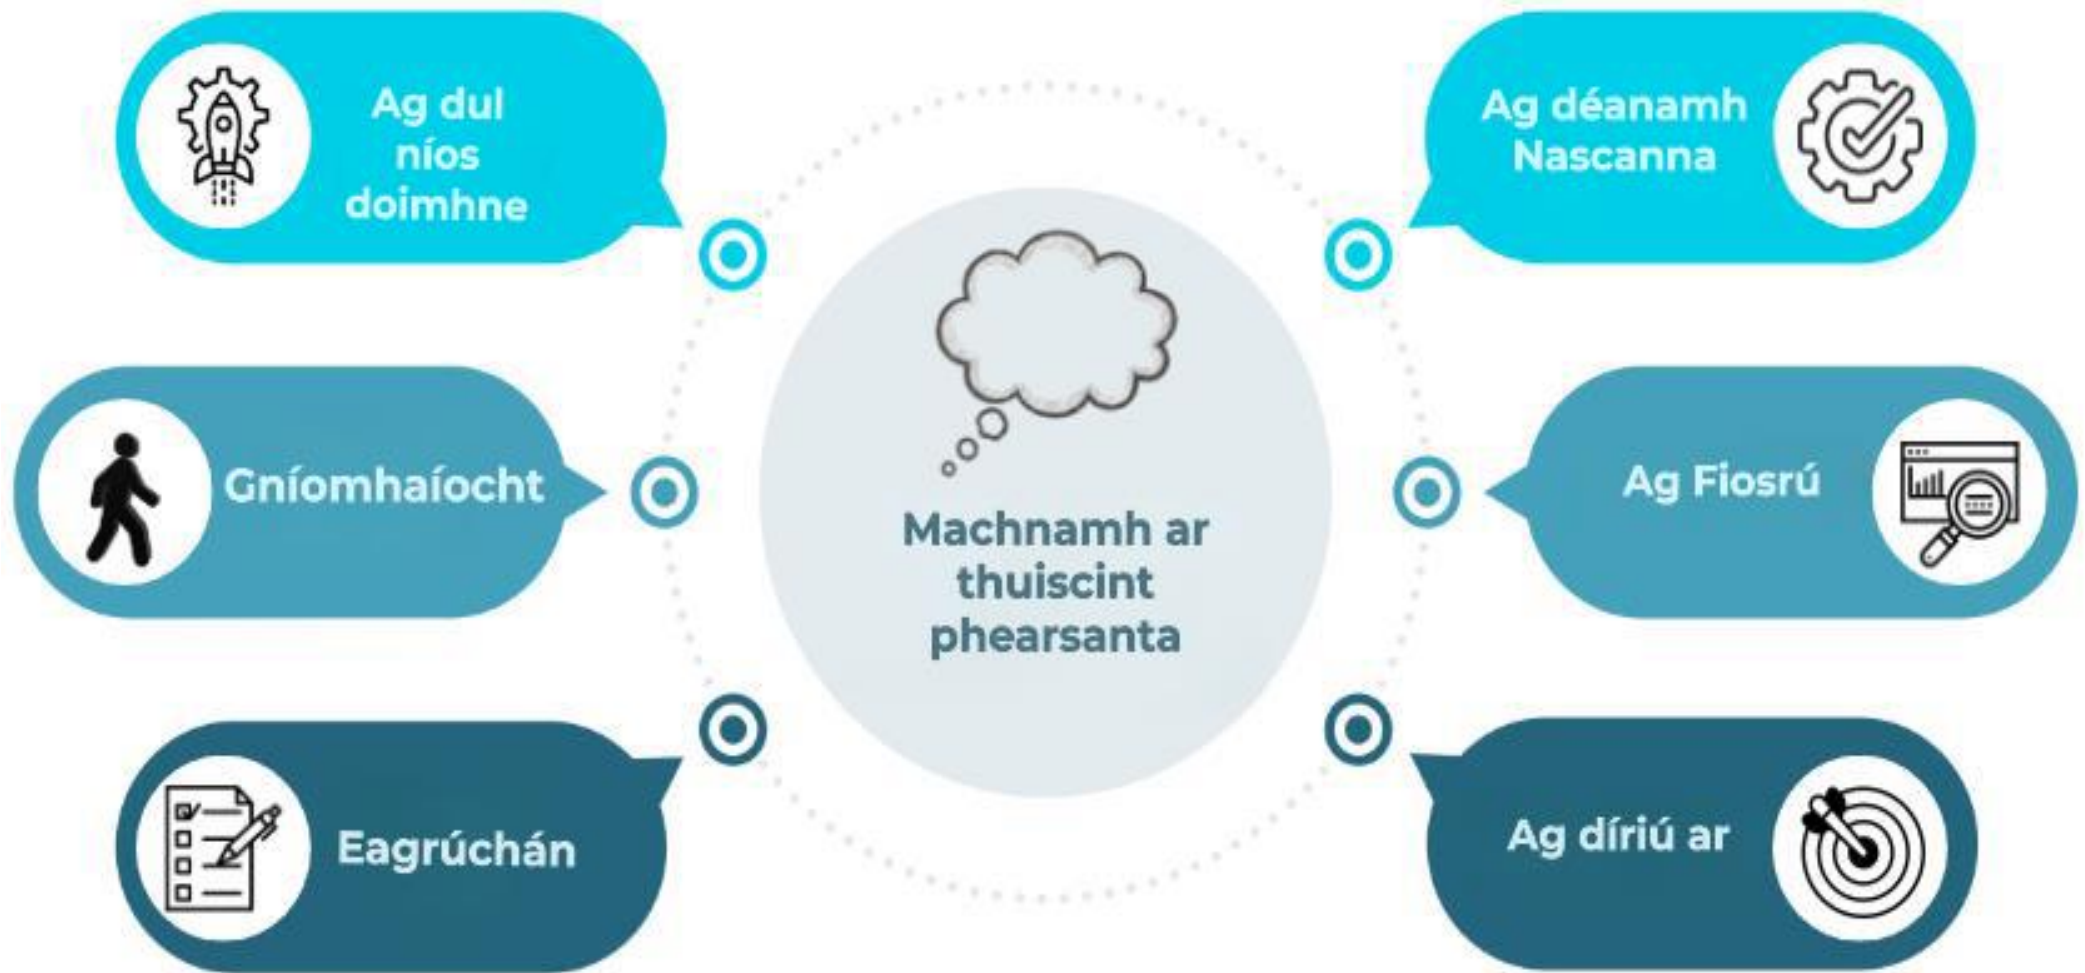 Ag dul
níos
doimhne
Ag déanamh
Nascanna
Gníomhaíocht
Machnamh ar
thuiscint
phearsanta
Ag Fiosrú
Eagrúchán
Ag díriú ar